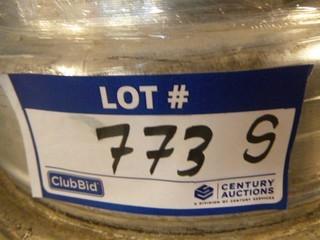 LOT #
773 S
ClubBid
CENTURY
AUCTIONS
A DIVISION OF CENTURY SERVICES